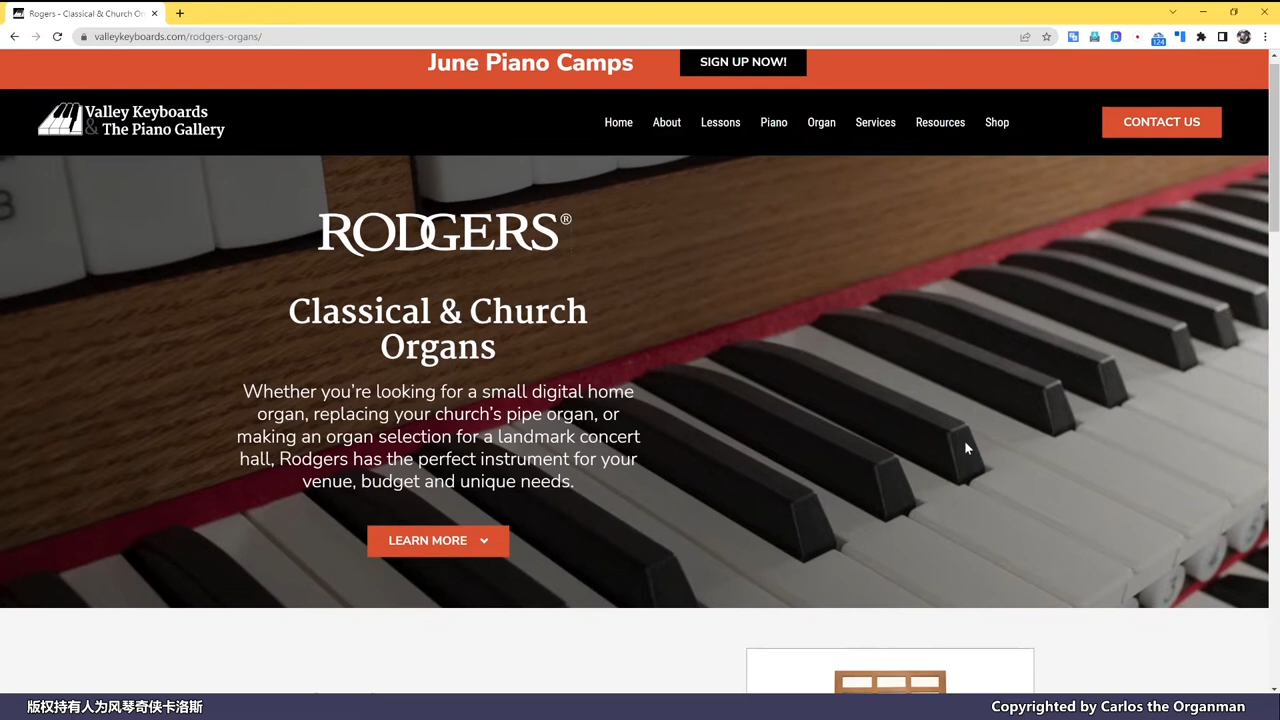 Rogers - Classical & Church Or
valleykeyboards.com/rodgers-organs/
124
June Piano Camps
SIGN UP NOW!
Valley Keyboards
& The Piano Gallery
Home
About
Lessons
Piano
Organ
Services
Resources
Shop
CONTACT US
RODGERS®
Classical & Church
Organs
Whether you’re looking for a small digital home
organ, replacing your church’s pipe organ, or
making an organ selection for a landmark concert
hall, Rodgers has the perfect instrument for your
venue, budget and unique needs.
LEARN MORE
版权持有人为风琴奇侠卡洛斯
Copyrighted by Carlos the Organman